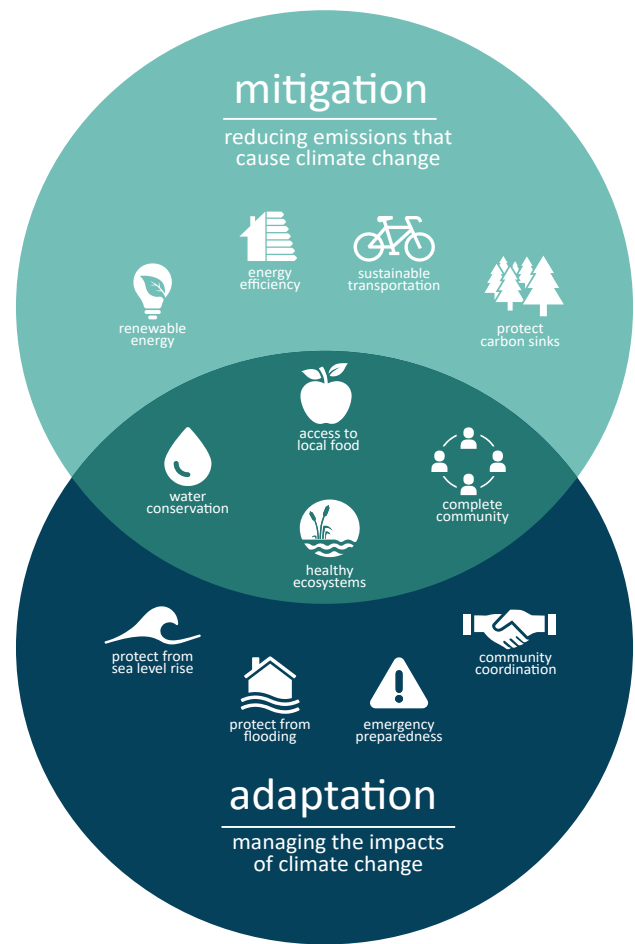 mitigation
reducing emissions that
cause climate change
energy
efficiency
sustainable
transportation
renewable
energy
protect
carbon sinks
access to
local food
water
conservation
complete
community
healthy
ecosystems
protect from
sea level rise
community
coordination
protect from
flooding
emergency
preparedness
adaptation
managing the impacts
of climate change